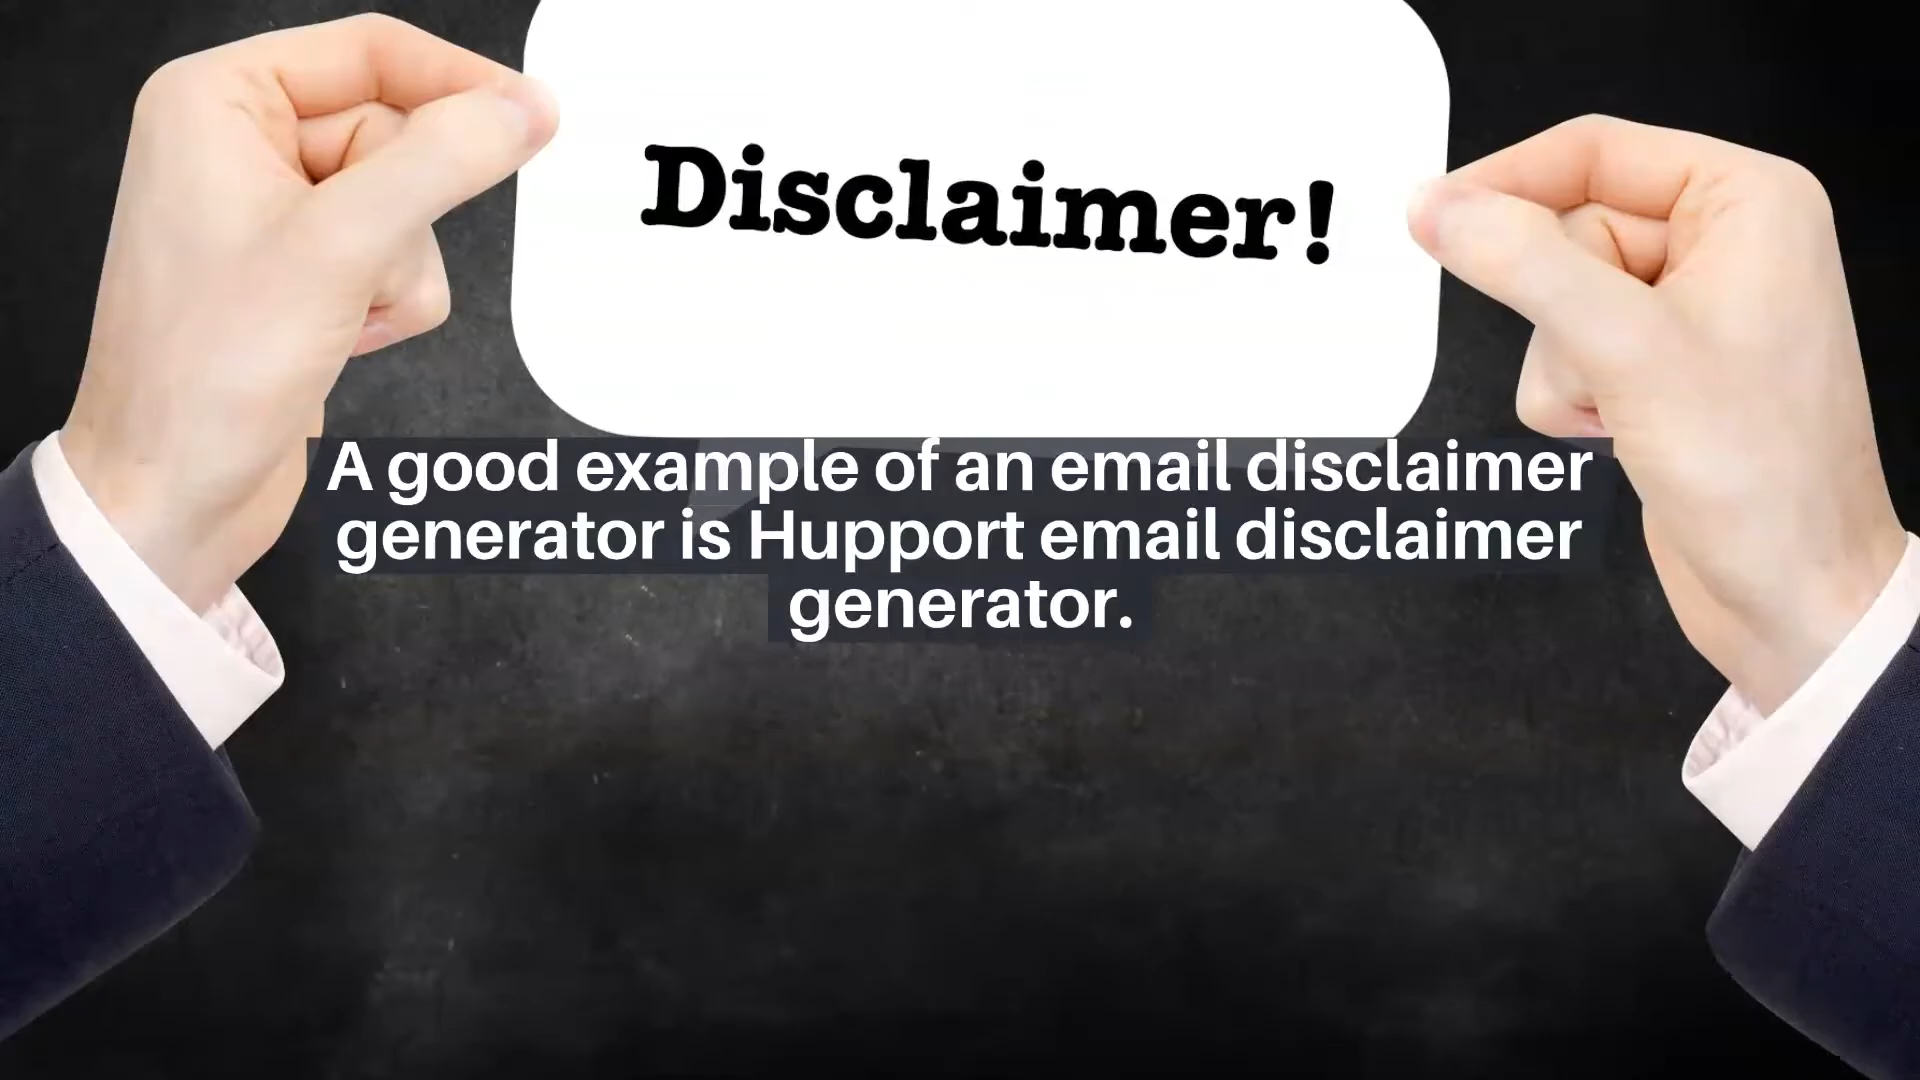 Disclaimer!
A good example of an email disclaimer
generator is Hupport email disclaimer
generator.